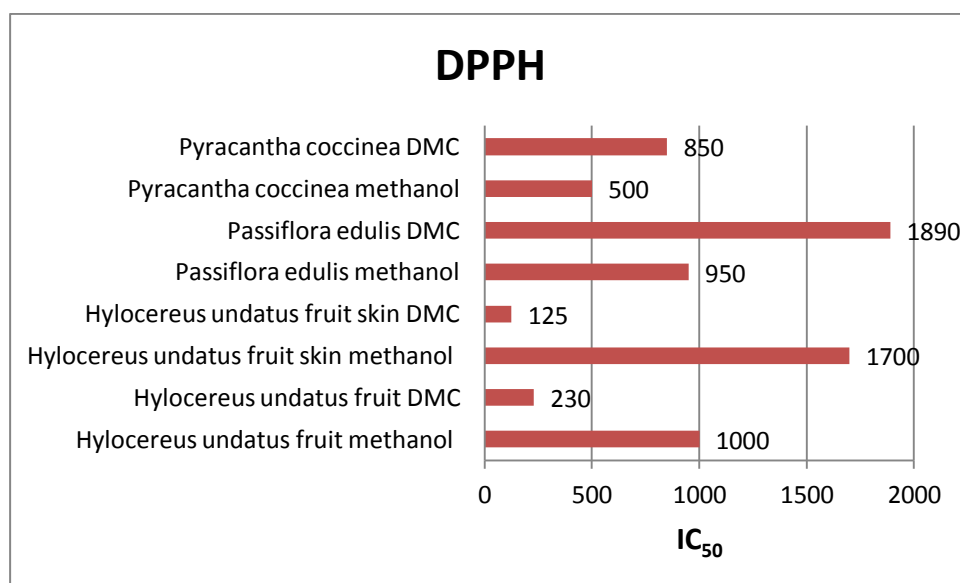 DPPH
Pyracantha coccinea DMC 850
Pyracantha coccinea methanol 500
Passiflora edulis DMC 1890
Passiflora edulis methanol 950
Hylocereus undatus fruit skin DMC 125
Hylocereus undatus fruit skin methanol 1700
Hylocereus undatus fruit DMC 230
Hylocereus undatus fruit methanol 1000
0 500 1000 1500 2000
IC₅₀